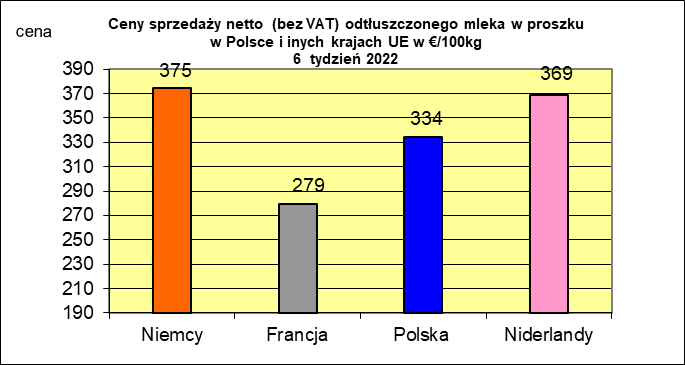 Ceny sprzedaży netto (bez VAT) odtłuszczonego mleka w proszku
w Polsce i inych krajach UE w €/100kg
6 tydzień 2022
cena
390
370
350
330
310
290
270
250
230
210
190
375
279
334
369
Niemcy
Francja
Polska
Niderlandy